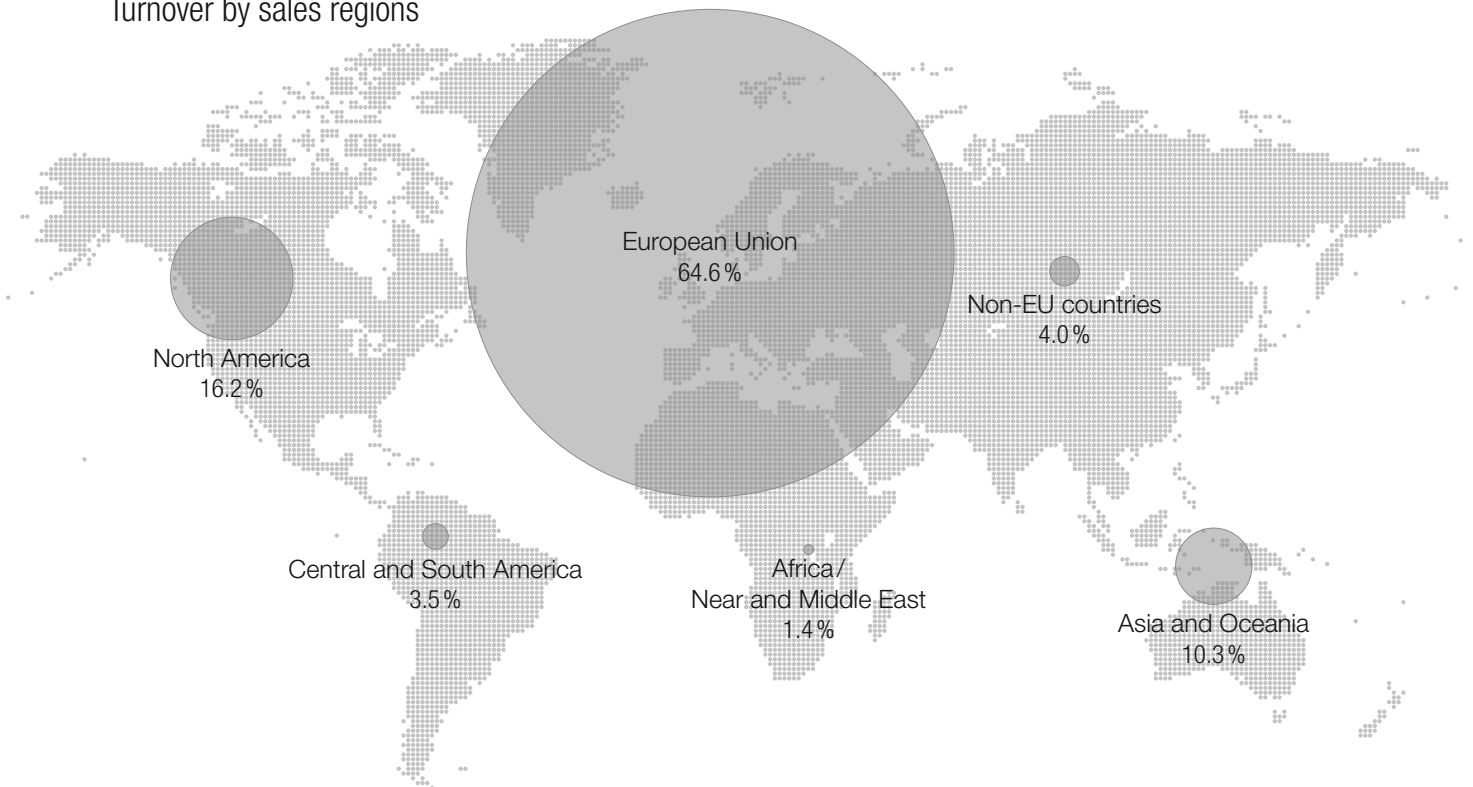 Turnover by sales regions
European Union
64.6 %
Non-EU countries
4.0 %
North America
16.2 %
Central and South America
3.5 %
Africa /
Near and Middle East
1.4 %
Asia and Oceania
10.3 %